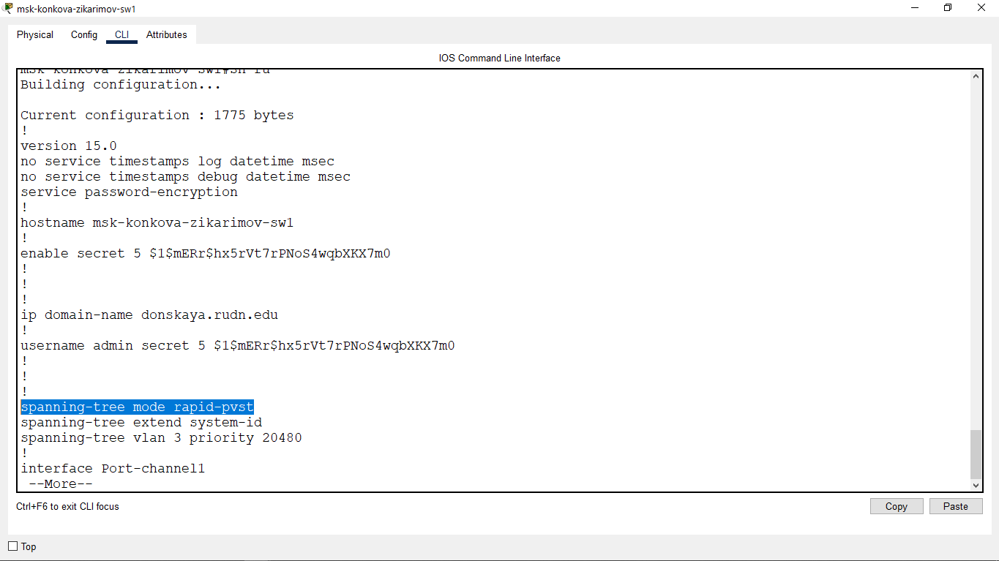 msk-konkova-zikarimov-sw1
Physical Config CLI Attributes
IOS Command Line Interface
msk-konkova-zikarimov-sw1#sh ru
Building configuration...
Current configuration : 1775 bytes
!
version 15.0
no service timestamps log datetime msec
no service timestamps debug datetime msec
service password-encryption
!
hostname msk-konkova-zikarimov-sw1
!
enable secret 5 $1$mERr$hx5rVt7rPNoS4wqbXKX7m0
!
!
!
ip domain-name donskaya.rudn.edu
!
username admin secret 5 $1$mERr$hx5rVt7rPNoS4wqbXKX7m0
!
!
!
spanning-tree mode rapid-pvst
spanning-tree extend system-id
spanning-tree vlan 3 priority 20480
!
interface Port-channel1
--More--
Ctrl+F6 to exit CLI focus
Copy Paste
Top